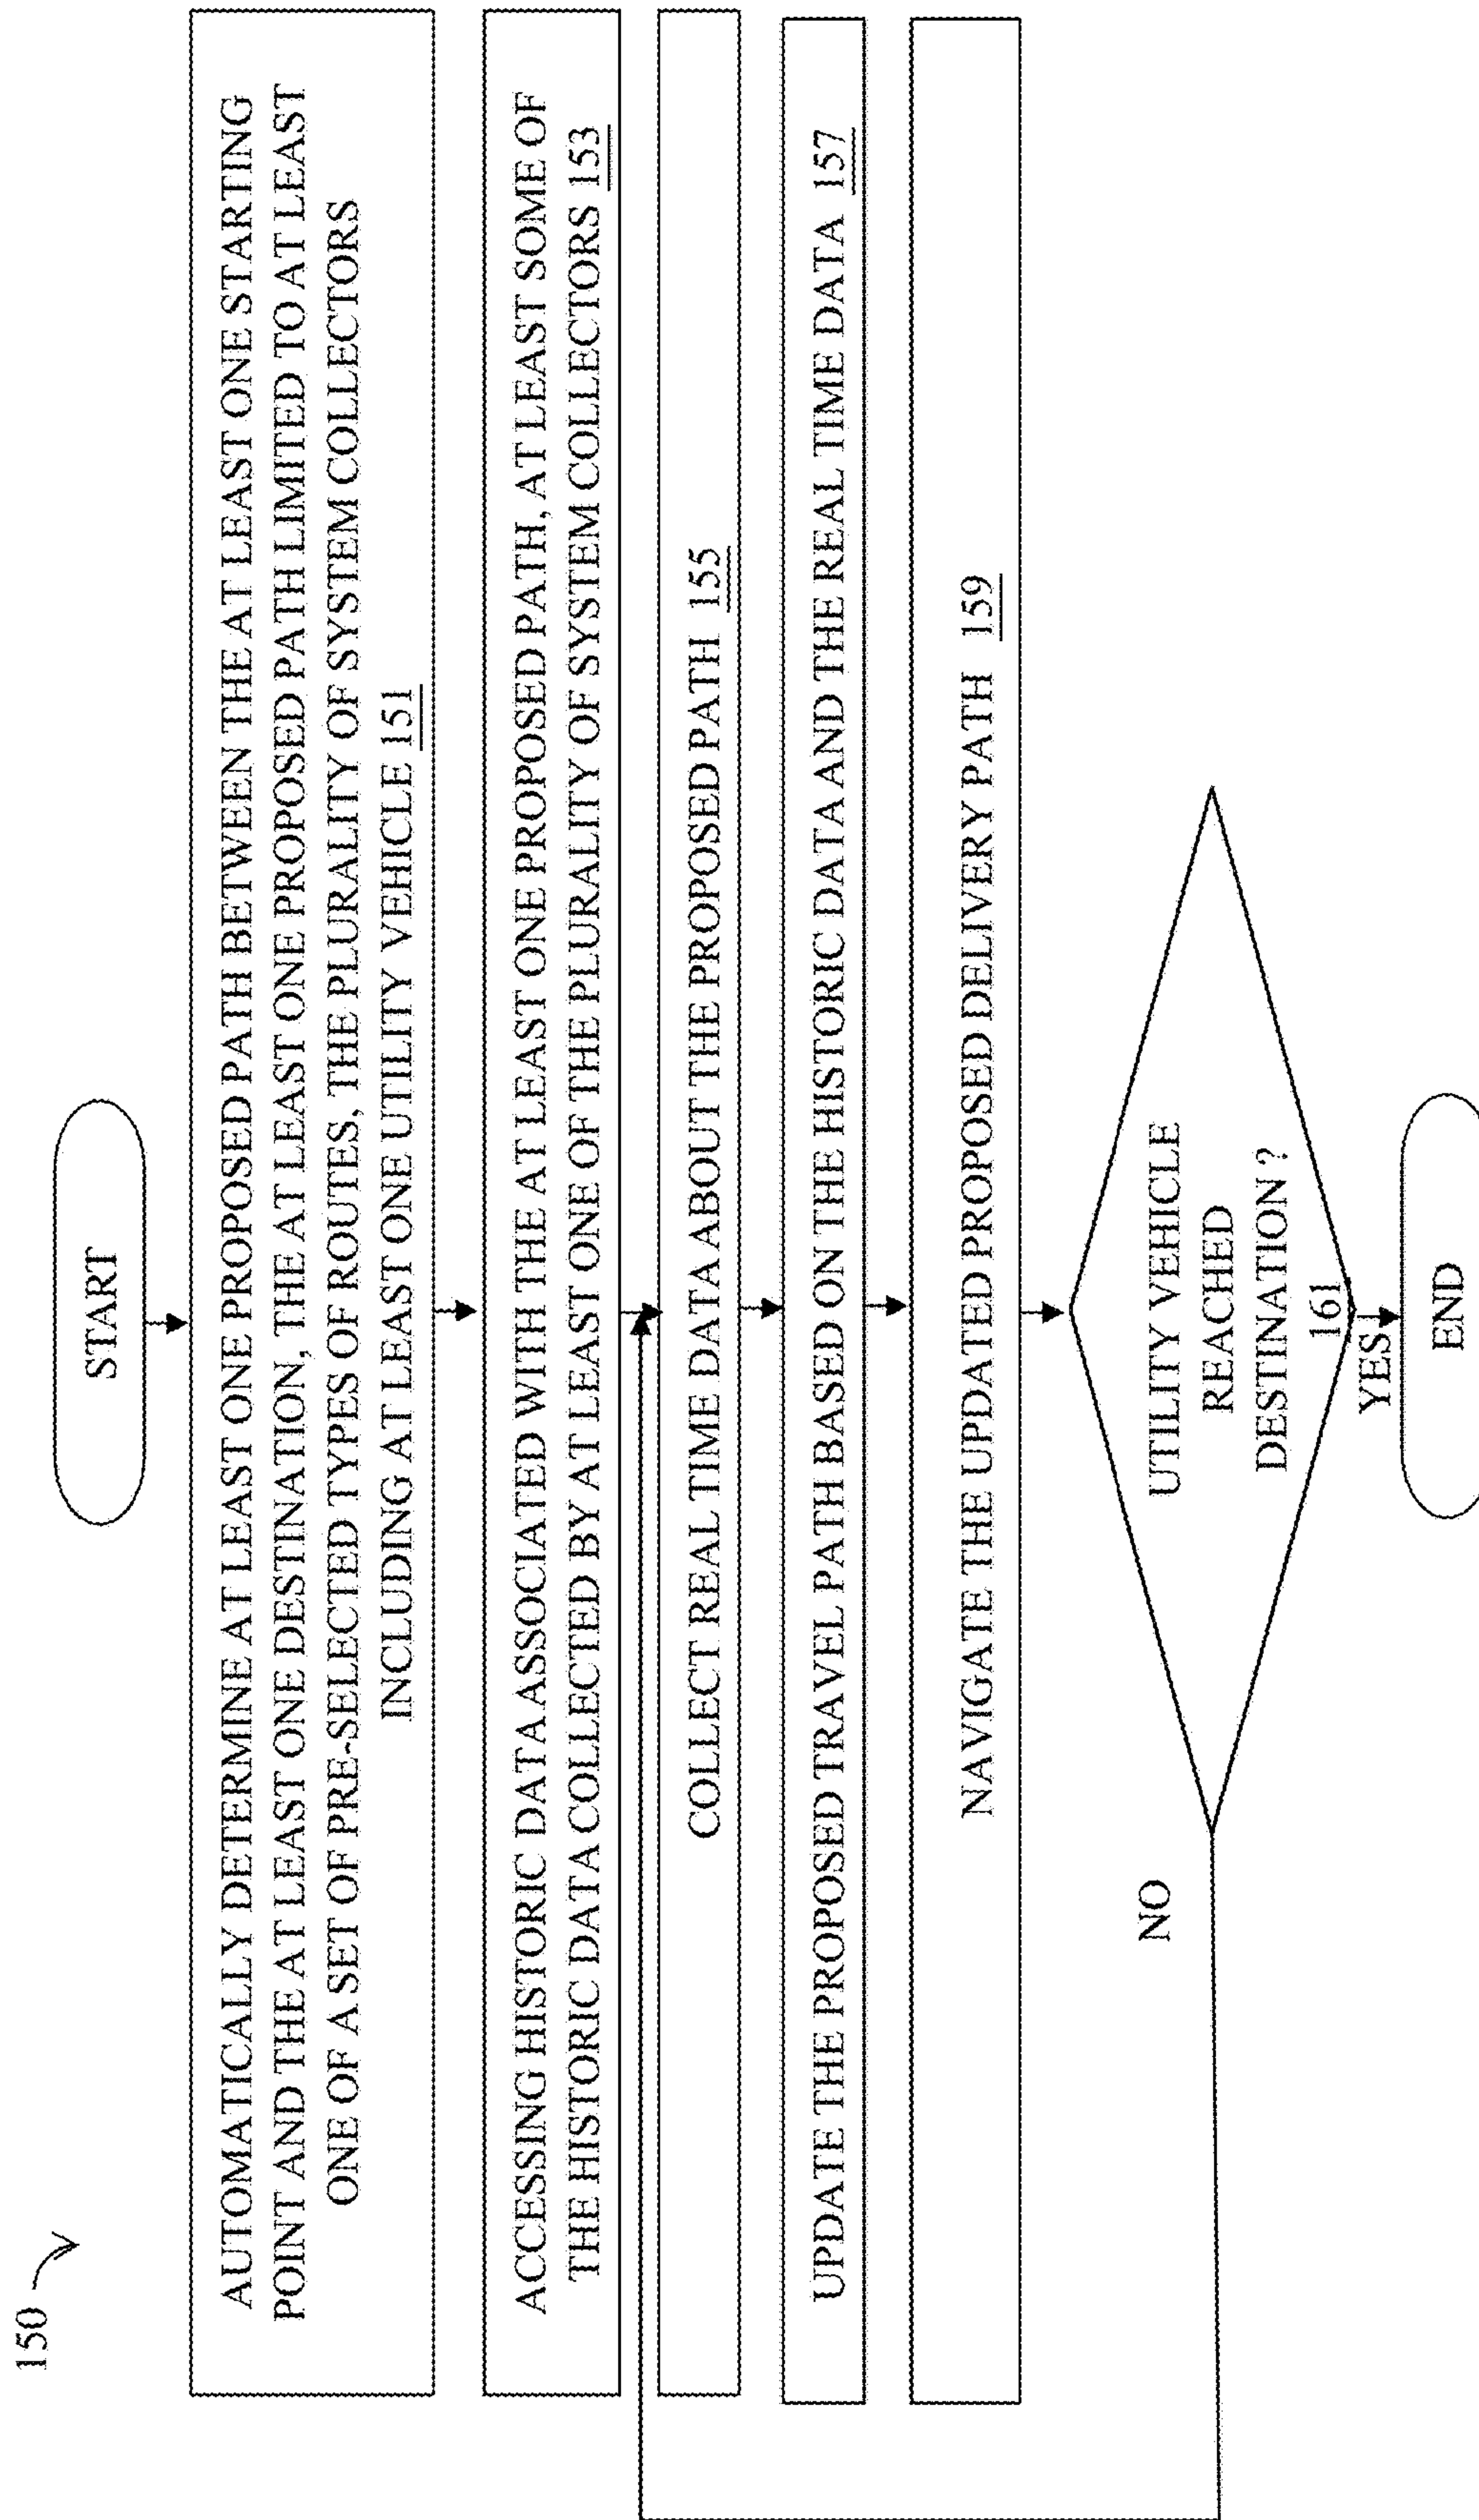 150
START
AUTOMATICALLY DETERMINE AT LEAST ONE PROPOSED PATH BETWEEN THE AT LEAST ONE STARTING
POINT AND THE AT LEAST ONE DESTINATION, THE AT LEAST ONE PROPOSED PATH LIMITED TO AT LEAST
ONE OF A SET OF PRE-SELECTED TYPES OF ROUTES, THE PLURALITY OF SYSTEM COLLECTORS
INCLUDING AT LEAST ONE UTILITY VEHICLE 151
ACCESSING HISTORIC DATA ASSOCIATED WITH THE AT LEAST ONE PROPOSED PATH, AT LEAST SOME OF
THE HISTORIC DATA COLLECTED BY AT LEAST ONE OF THE PLURALITY OF SYSTEM COLLECTORS 153
COLLECT REAL TIME DATA ABOUT THE PROPOSED PATH 155
UPDATE THE PROPOSED TRAVEL PATH BASED ON THE HISTORIC DATA AND THE REAL TIME DATA 157
NAVIGATE THE UPDATED PROPOSED DELIVERY PATH 159
NO
UTILITY VEHICLE
REACHED
DESTINATION ?
161
YES
END